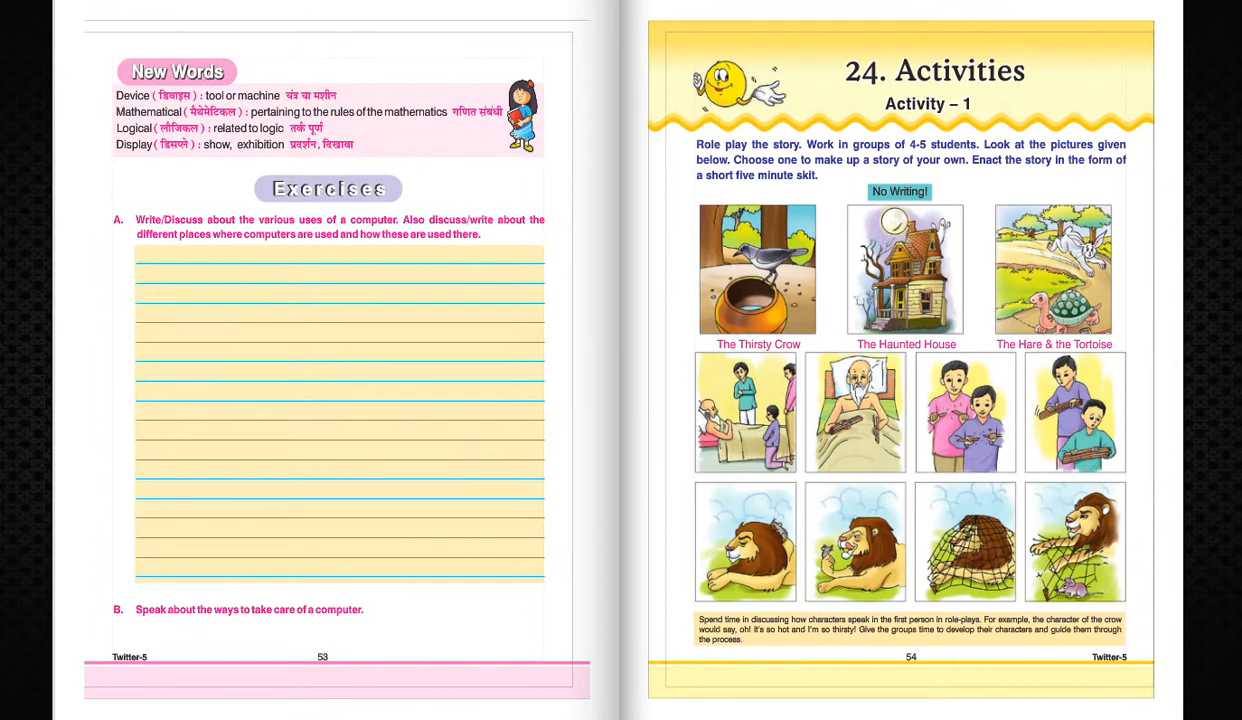 New Words
Device ( डिवाइस ) : tool or machine यंत्र या मशीन
Mathematical ( मैथेमेटिकल ) : pertaining to the rules of the mathematics गणित संबंधी
Logical ( लौजिकल ) : related to logic तर्क पूर्ण
Display ( डिसप्ले ) : show, exhibition प्रदर्शन, दिखावा
Exercises
A. Write/Discuss about the various uses of a computer. Also discuss/write about the
different places where computers are used and how these are used there.
B. Speak about the ways to take care of a computer.
Twitter-5 53
24. Activities
Activity – 1
Role play the story. Work in groups of 4-5 students. Look at the pictures given
below. Choose one to make up a story of your own. Enact the story in the form of
a short five minute skit.
No Writing!
The Thirsty Crow The Haunted House The Hare & the Tortoise
Spend time in discussing how characters speak in the first person in role-plays. For example, the character of the crow
would say, oh! it's so hot and I'm so thirsty! Give the groups time to develop their characters and guide them through
the process.
54 Twitter-5